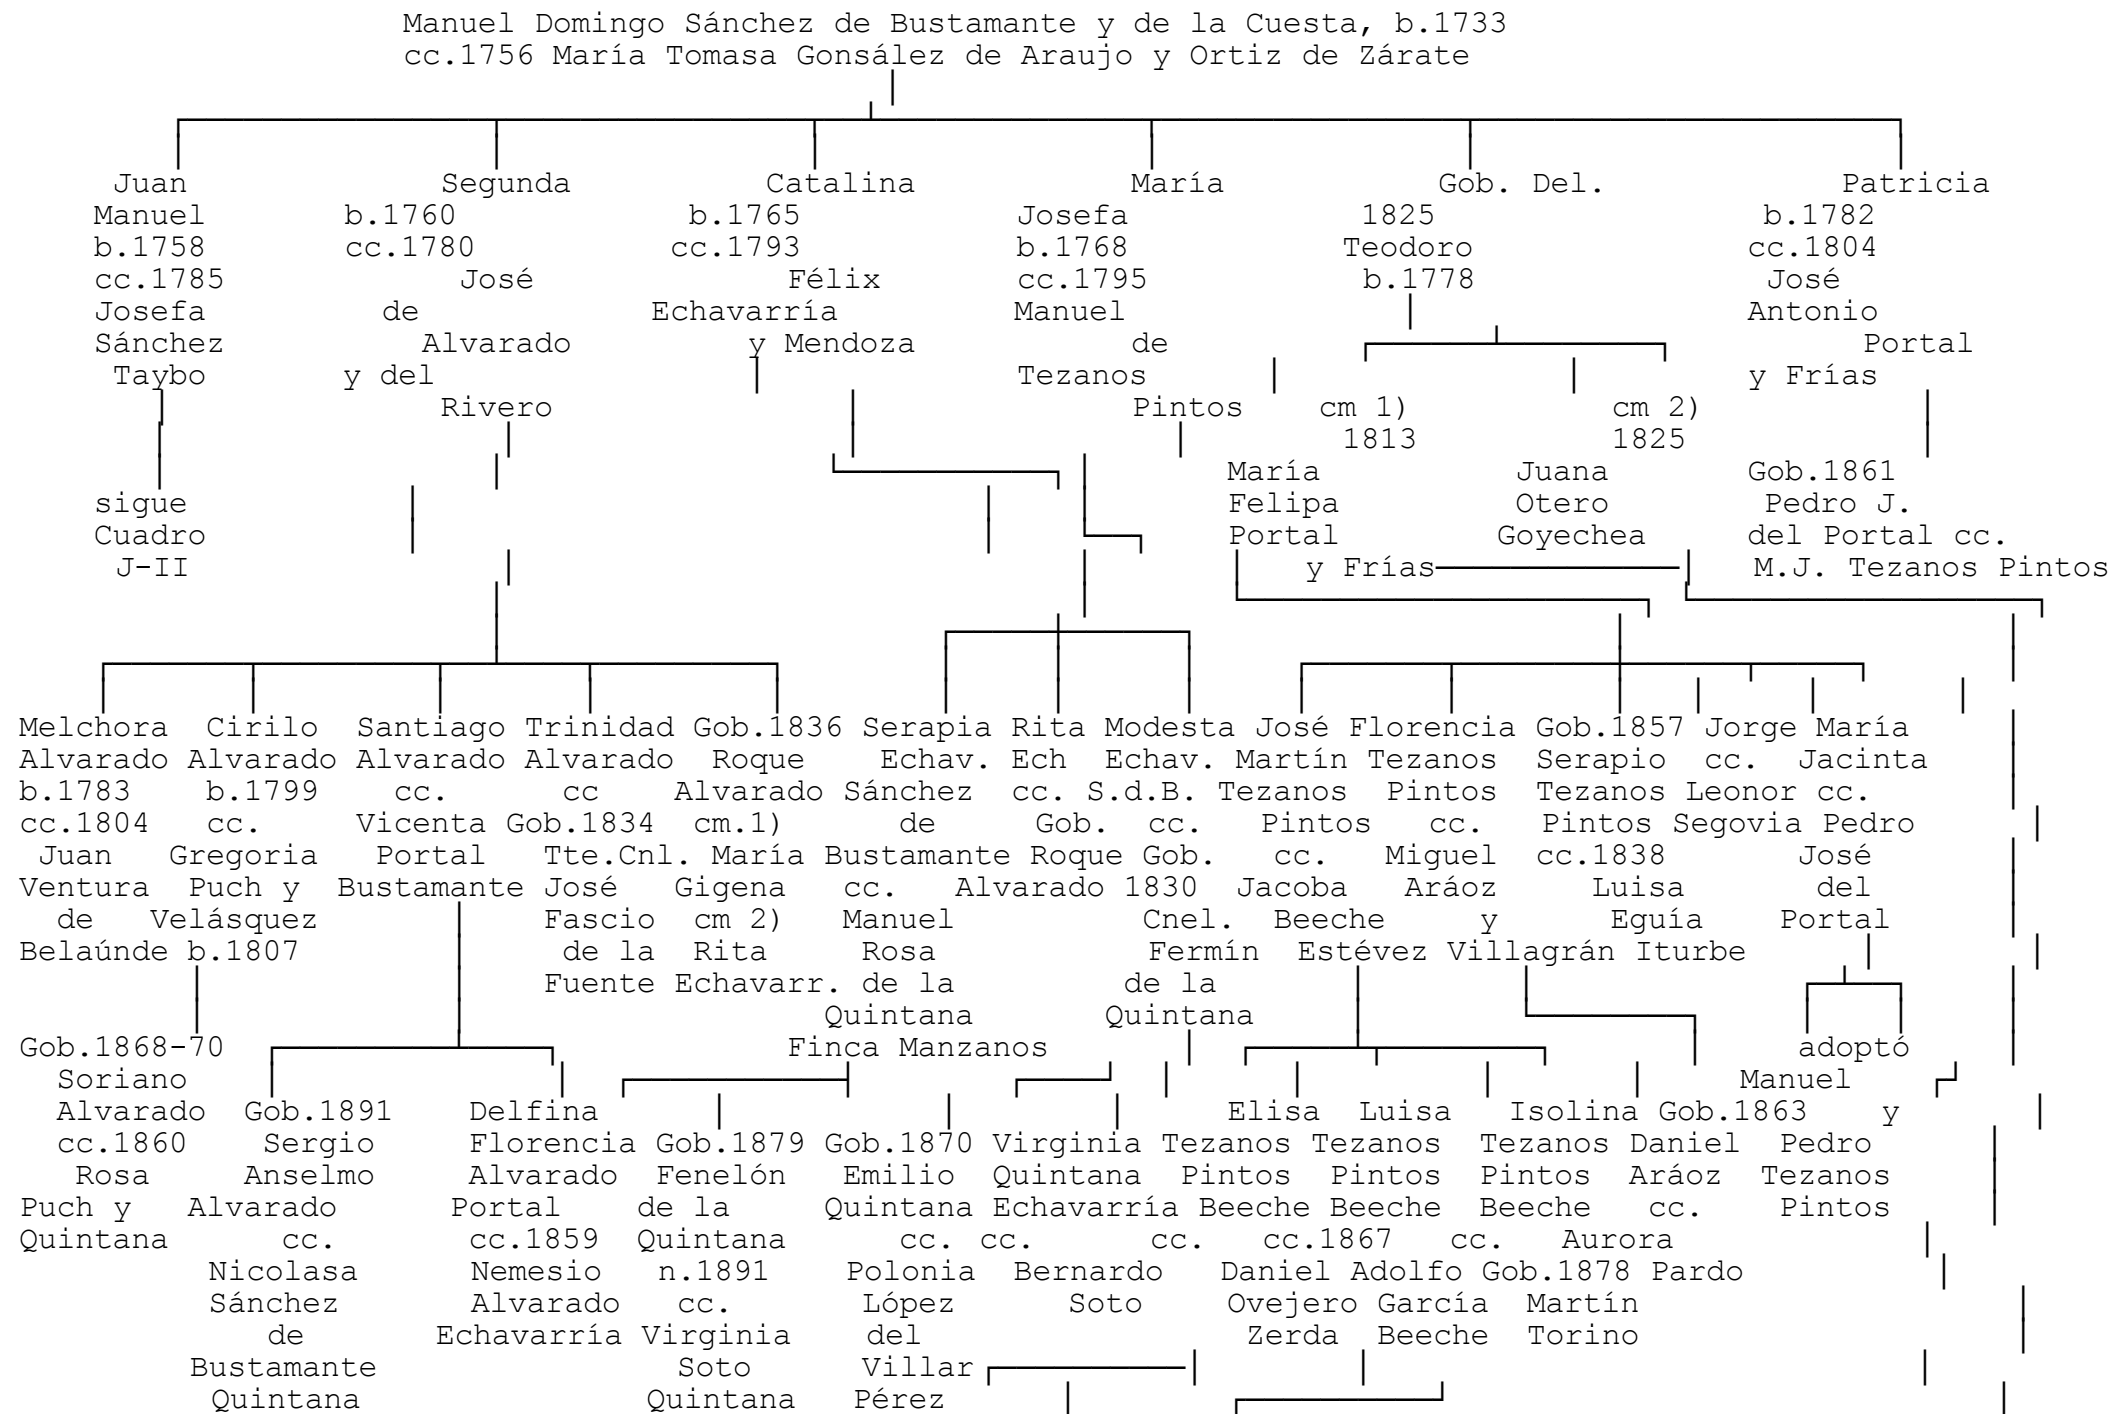 Manuel Domingo Sánchez de Bustamante y de la Cuesta, b.1733
cc.1756 María Tomasa Gonsález de Araujo y Ortiz de Zárate
Juan Segunda Catalina María Gob. Del. Patricia
Manuel b.1760 b.1765 Josefa 1825 b.1782
b.1758 cc.1780 cc.1793 b.1768 Teodoro cc.1804
cc.1785 José Félix cc.1795 b.1778 José
Josefa de Echavarría Manuel Antonio
Sánchez Alvarado y Mendoza de Portal
Taybo y del Tezanos y Frías
Rivero Pintos cm 1) cm 2)
1813 1825
María Juana Gob.1861
sigue Felipa Otero Pedro J.
Cuadro Portal Goyechea del Portal cc.
J-II y Frías M.J. Tezanos Pintos
Melchora Cirilo Santiago Trinidad Gob.1836 Serapia Rita Modesta José Florencia Gob.1857 Jorge María
Alvarado Alvarado Alvarado Alvarado Roque Echav. Ech Echav. Martín Tezanos Serapio cc. Jacinta
b.1783 b.1799 cc. cc Alvarado Sánchez cc. S.d.B. Tezanos Pintos Tezanos Leonor cc.
cc.1804 cc. Vicenta Gob.1834 cm.1) de Gob. cc. Pintos cc. Pintos Segovia Pedro
Juan Gregoria Portal Tte.Cnl. María Bustamante Roque Gob. cc. Miguel cc.1838 José
Ventura Puch y Bustamante José Gigena cc. Alvarado 1830 Jacoba Aráoz Luisa del
de Velásquez Fascio cm 2) Manuel Cnel. Beeche y Eguía Portal
Belaúnde b.1807 de la Rita Rosa Fermín Estévez Villagrán Iturbe
Fuente Echavarr. de la de la
Quintana Quintana
Gob.1868-70 Finca Manzanos adoptó
Soriano Manuel
Alvarado Gob.1891 Delfina Elisa Luisa Isolina Gob.1863 y
cc.1860 Sergio Florencia Gob.1879 Gob.1870 Virginia Tezanos Tezanos Tezanos Daniel Pedro
Rosa Anselmo Alvarado Fenelón Emilio Quintana Pintos Pintos Pintos Aráoz Tezanos
Puch y Alvarado Portal de la Quintana Echavarría Beeche Beeche Beeche cc. Pintos
Quintana cc. cc.1859 Quintana cc. cc. cc. cc.1867 cc. Aurora
Nicolasa Nemesio n.1891 Polonia Bernardo Daniel Adolfo Gob.1878 Pardo
Sánchez Alvarado cc. López Soto Ovejero García Martín
de Echavarría Virginia del Zerda Beeche Torino
Bustamante Soto Villar
Quintana Quintana Pérez